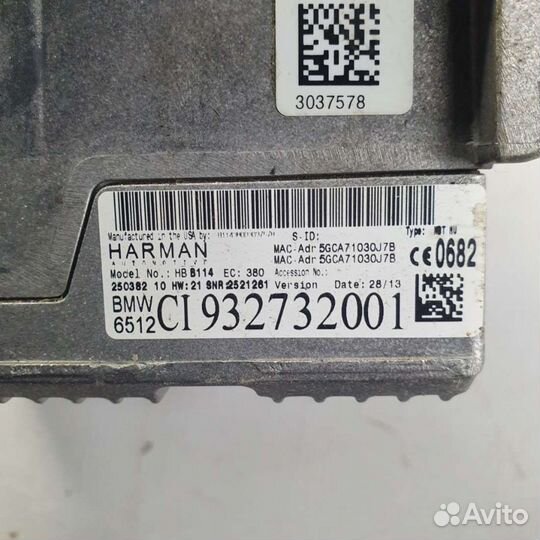 3037578
Manufactured in the USA by:
S-ID:
Type: NBT HU
HARMAN
AUTOMOTIVE
MAC-Adr 5GCA71030J7B
MAC-Adr 5GCA71030J7B
CE 0682
Model No.: HB B114 EC: 380 Accession No.:
250382 10 HW:21 SNR 2521261 Version Date: 28/13
BMW
6512 CI 932732001
Avito